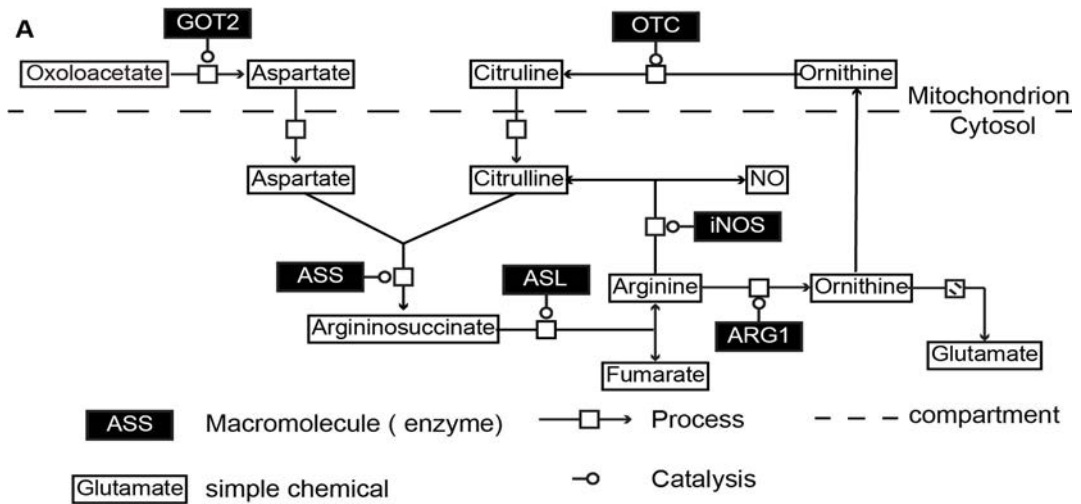 A
GOT2
OTC
Oxoloacetate
Aspartate
Citruline
Ornithine
Mitochondrion
Cytosol
Aspartate
Citrulline
NO
iNOS
ASS
ASL
Arginine
Ornithine
Argininosuccinate
ARG1
Glutamate
Fumarate
ASS
Macromolecule ( enzyme)
Process
compartment
Glutamate
simple chemical
Catalysis